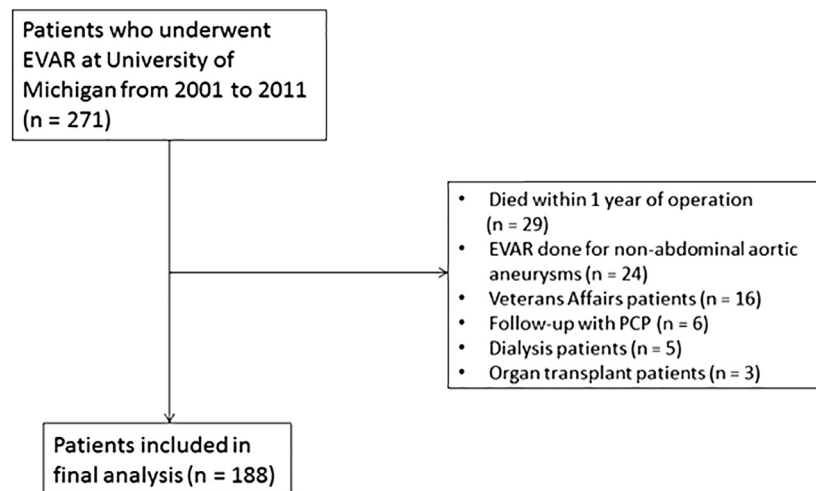 Patients who underwent
EVAR at University of
Michigan from 2001 to 2011
(n = 271)
• Died within 1 year of operation
(n = 29)
• EVAR done for non-abdominal aortic
aneurysms (n = 24)
• Veterans Affairs patients (n = 16)
• Follow-up with PCP (n = 6)
• Dialysis patients (n = 5)
• Organ transplant patients (n = 3)
Patients included in
final analysis (n = 188)